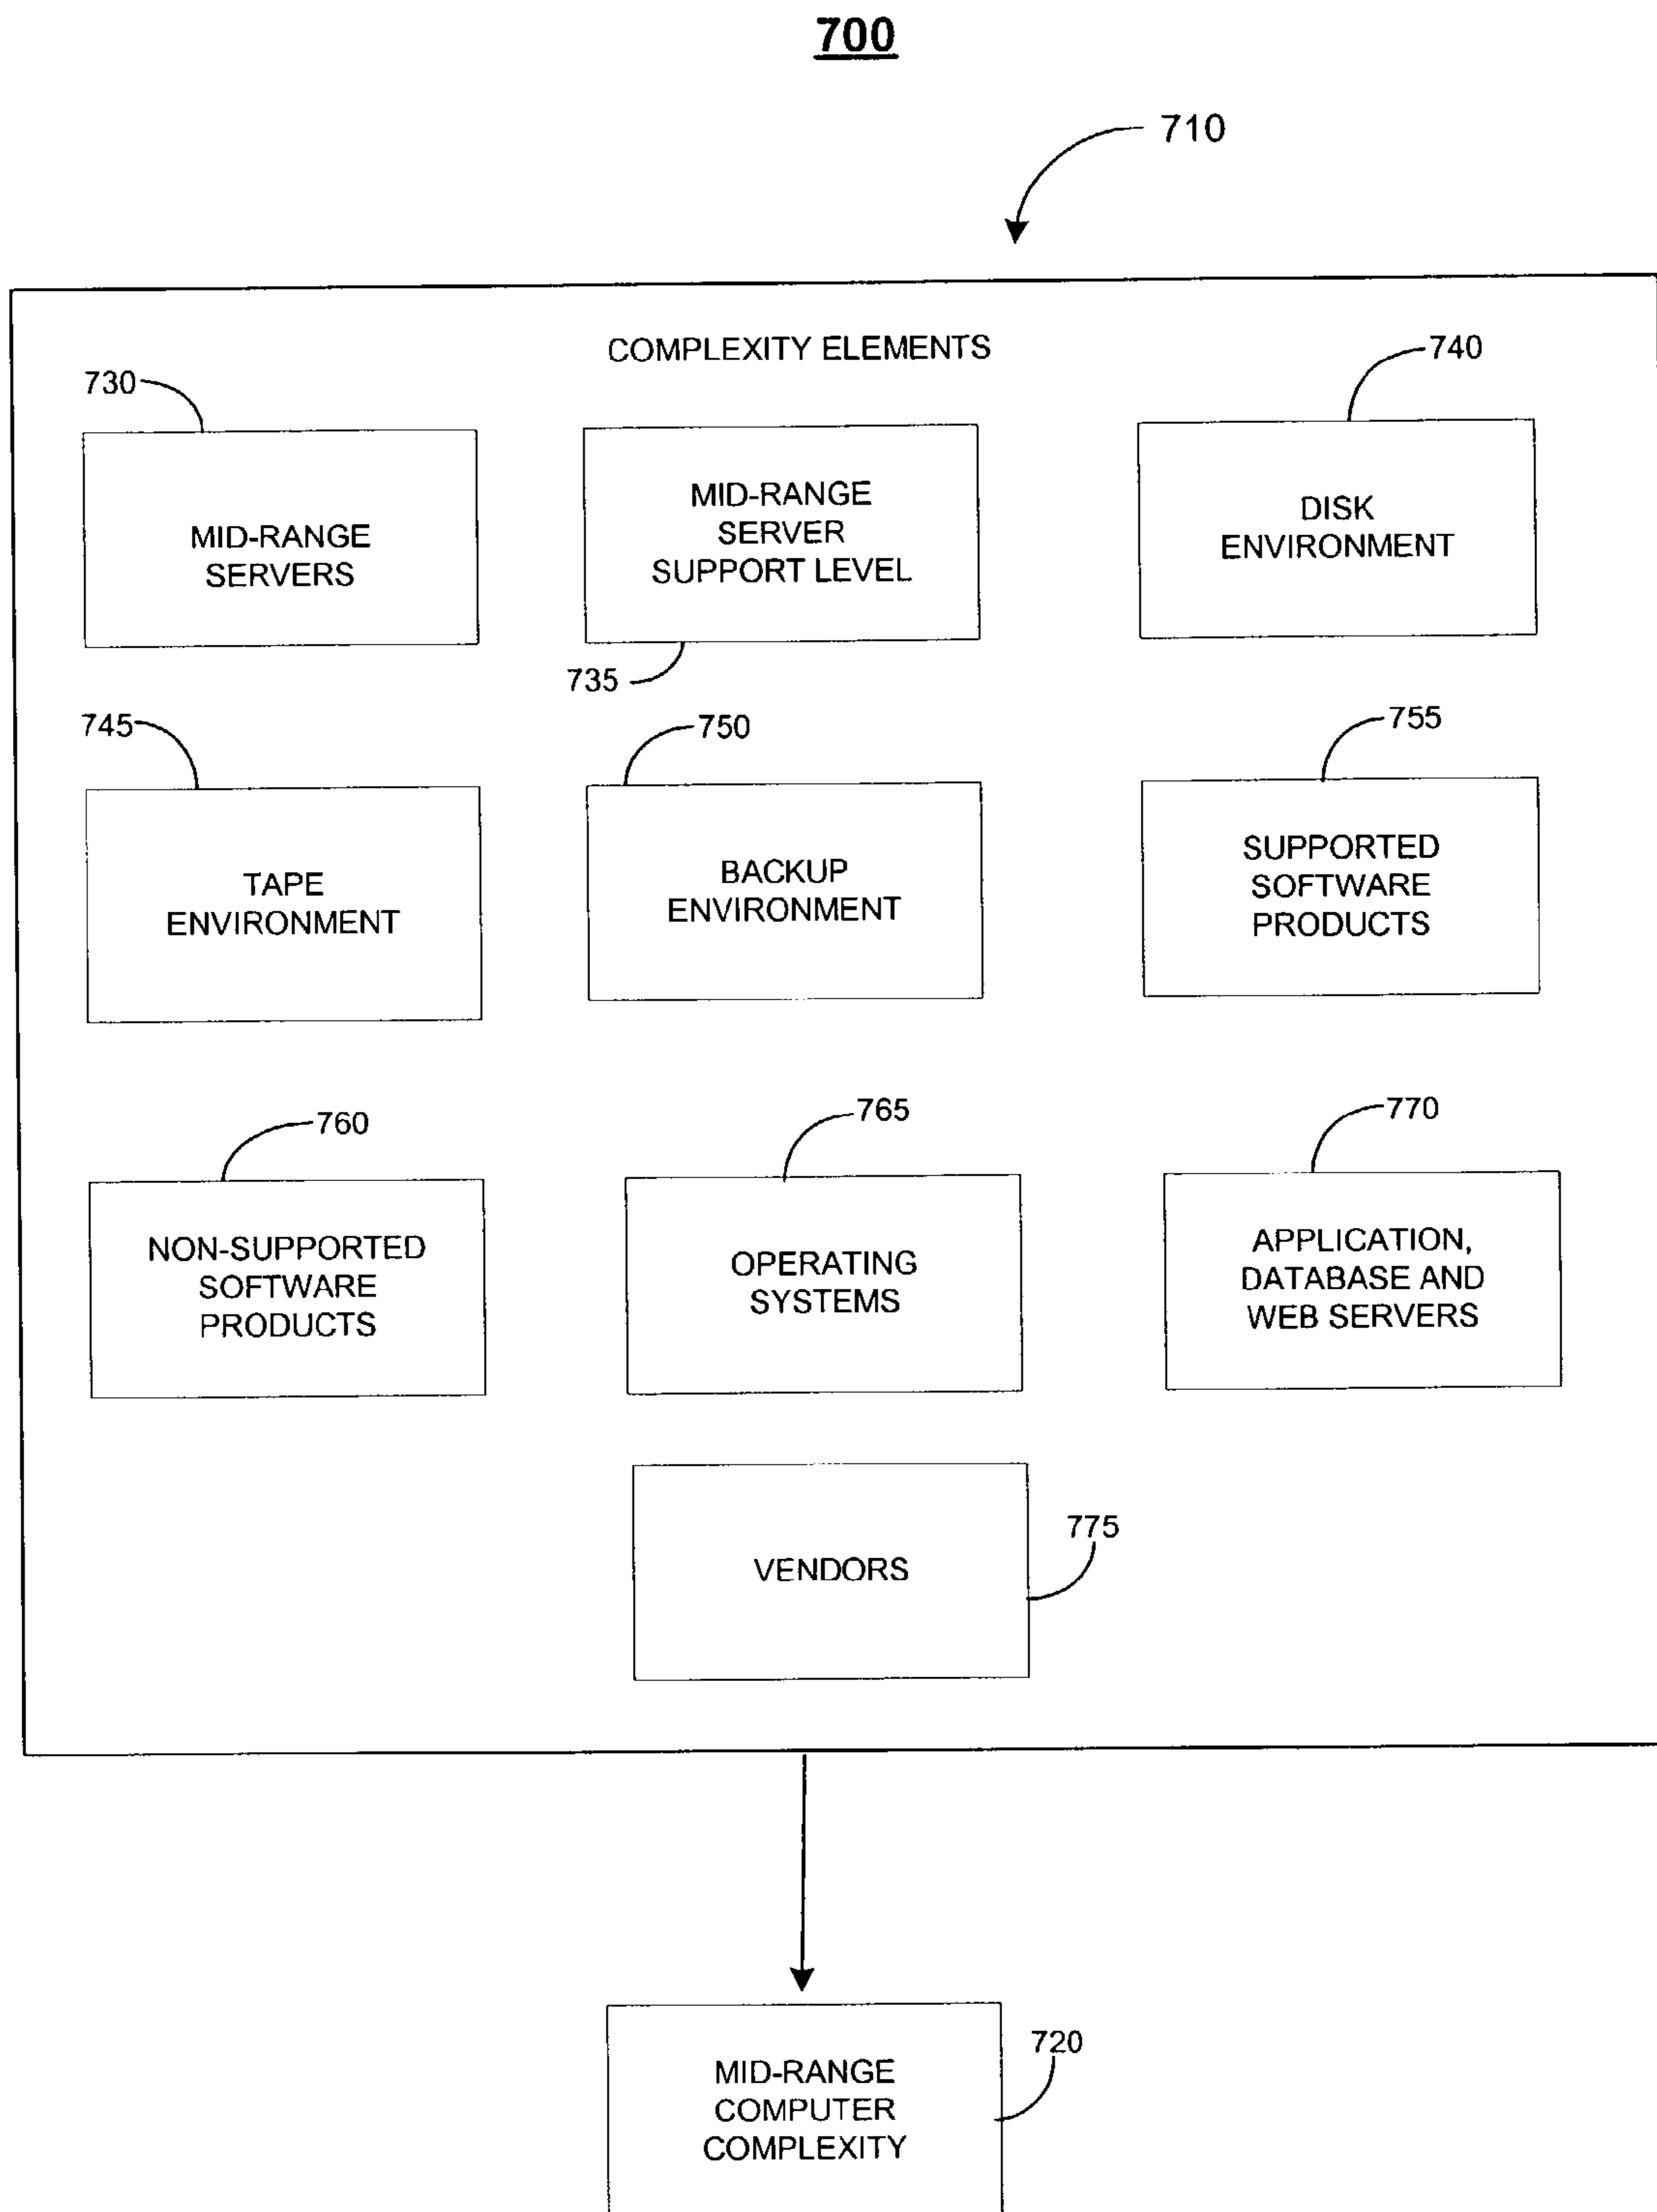 700
710
COMPLEXITY ELEMENTS
730
740
MID-RANGE
SERVERS
MID-RANGE
SERVER
SUPPORT LEVEL
DISK
ENVIRONMENT
735
745
750
755
TAPE
ENVIRONMENT
BACKUP
ENVIRONMENT
SUPPORTED
SOFTWARE
PRODUCTS
760
765
770
NON-SUPPORTED
SOFTWARE
PRODUCTS
OPERATING
SYSTEMS
APPLICATION,
DATABASE AND
WEB SERVERS
VENDORS
775
MID-RANGE
COMPUTER
COMPLEXITY
720